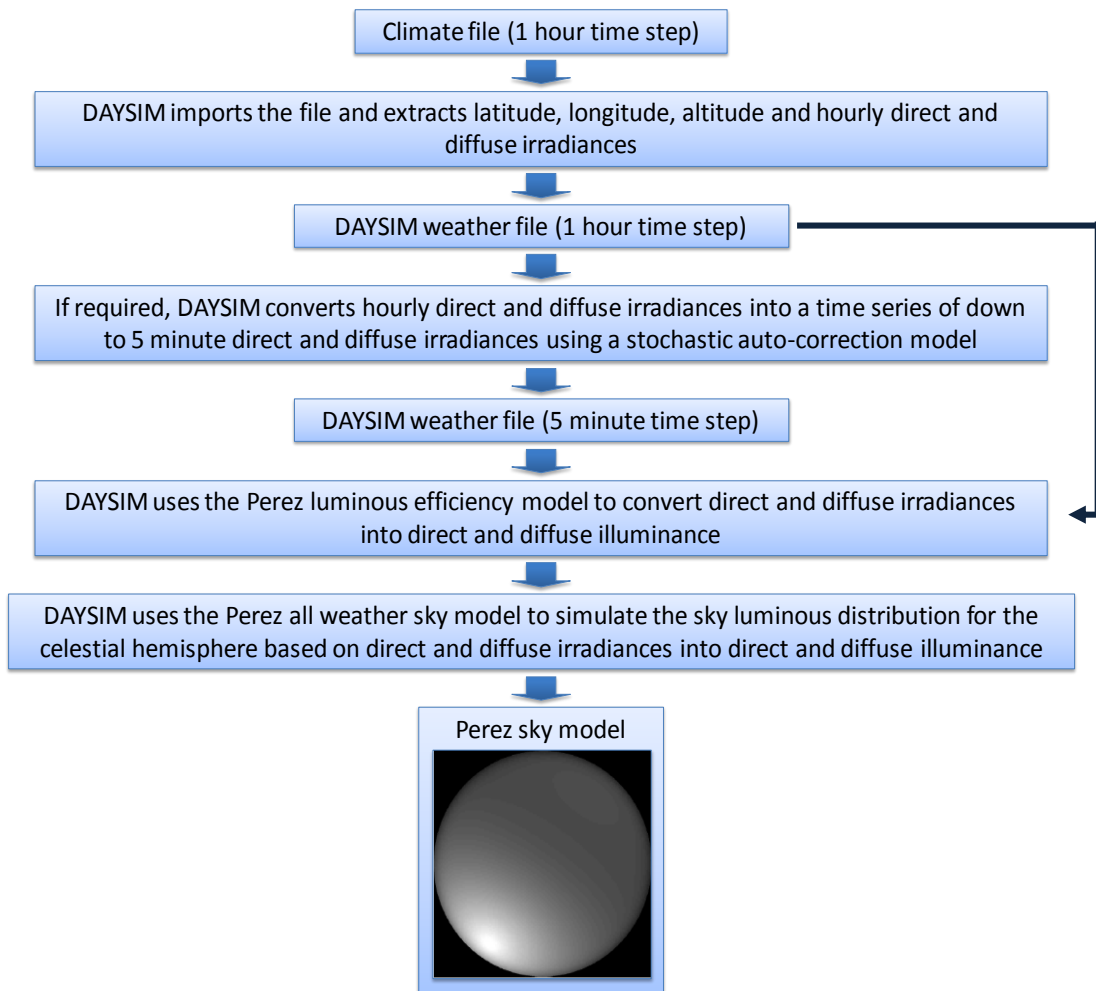 Climate file (1 hour time step)
DAYSIM imports the file and extracts latitude, longitude, altitude and hourly direct and
diffuse irradiances
DAYSIM weather file (1 hour time step)
If required, DAYSIM converts hourly direct and diffuse irradiances into a time series of down
to 5 minute direct and diffuse irradiances using a stochastic auto-correction model
DAYSIM weather file (5 minute time step)
DAYSIM uses the Perez luminous efficiency model to convert direct and diffuse irradiances
into direct and diffuse illuminance
DAYSIM uses the Perez all weather sky model to simulate the sky luminous distribution for the
celestial hemisphere based on direct and diffuse irradiances into direct and diffuse illuminance
Perez sky model